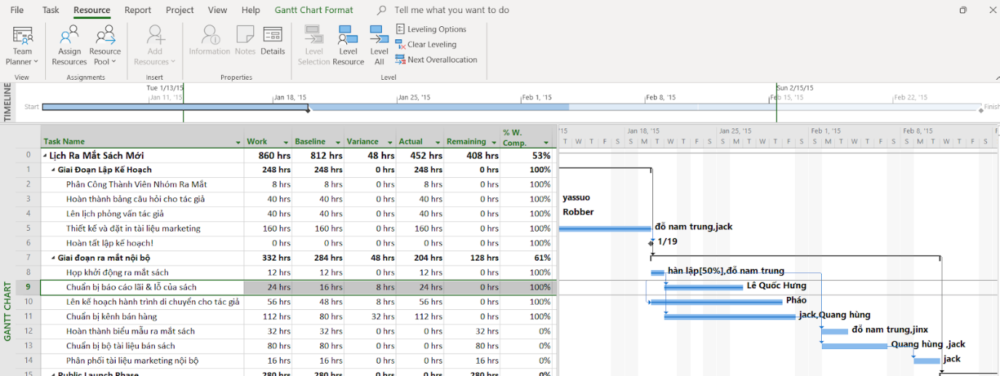 File Task Resource Report Project View Help Gantt Chart Format Tell me what you want to do
Team Planner Assign Resources Resource Pool Add Resources Information Notes Details Level Selection Level Resource Level All
Leveling Options
Clear Leveling
Next Overallocation
View Assignments Insert Properties Level
TIMELINE
Tue 1/13/15 Sun 2/15/15
Jan 11, '15 Jan 18, '15 Jan 25, '15 Feb 1, '15 Feb 8, '15 Feb 15, '15 Feb 22, '15
Start Finish
GANTT CHART
Task Name Work Baseline Variance Actual Remaining % W. Comp.
'15 Jan 18, '15 Jan 25, '15 Feb 1, '15 Feb 8, '15 F
T W T F S S M T W T F S S M T W T F S S M T W T F S S M T W T F S
0 Lịch Ra Mắt Sách Mới 860 hrs 812 hrs 48 hrs 452 hrs 408 hrs 53%
1 Giai Đoạn Lập Kế Hoạch 248 hrs 248 hrs 0 hrs 248 hrs 0 hrs 100%
2 Phân Công Thành Viên Nhóm Ra Mắt 8 hrs 8 hrs 0 hrs 8 hrs 0 hrs 100%
3 Hoàn thành bảng câu hỏi cho tác giả 40 hrs 40 hrs 0 hrs 40 hrs 0 hrs 100% yassuo
4 Lên lịch phỏng vấn tác giả 40 hrs 40 hrs 0 hrs 40 hrs 0 hrs 100% Robber
5 Thiết kế và đặt in tài liệu marketing 160 hrs 160 hrs 0 hrs 160 hrs 0 hrs 100% đỗ nam trung,jack
6 Hoàn tất lập kế hoạch! 0 hrs 0 hrs 0 hrs 0 hrs 0 hrs 100% 1/19
7 Giai đoạn ra mắt nội bộ 332 hrs 284 hrs 48 hrs 204 hrs 128 hrs 61%
8 Họp khởi động ra mắt sách 12 hrs 12 hrs 0 hrs 12 hrs 0 hrs 100% hàn lập[50%],đỗ nam trung
9 Chuẩn bị báo cáo lãi & lỗ của sách 24 hrs 16 hrs 8 hrs 24 hrs 0 hrs 100% Lê Quốc Hưng
10 Lên kế hoạch hành trình di chuyển cho tác giả 56 hrs 48 hrs 8 hrs 56 hrs 0 hrs 100% Pháo
11 Chuẩn bị kênh bán hàng 112 hrs 80 hrs 32 hrs 112 hrs 0 hrs 100% jack,Quang hùng
12 Hoàn thành biểu mẫu ra mắt sách 32 hrs 32 hrs 0 hrs 0 hrs 32 hrs 0% đỗ nam trung,jinx
13 Chuẩn bị bộ tài liệu bán sách 80 hrs 80 hrs 0 hrs 0 hrs 80 hrs 0% Quang hùng ,jack
14 Phân phối tài liệu marketing nội bộ 16 hrs 16 hrs 0 hrs 0 hrs 16 hrs 0% jack
15 Public Launch Phase 280 hrs 280 hrs 0 hrs 0 hrs 280 hrs 0%